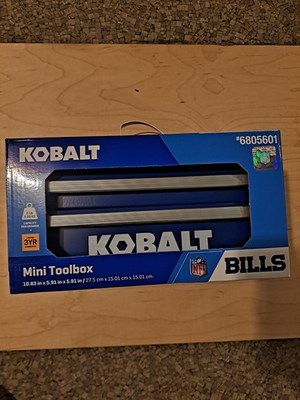 #6805601
KOBALT
3YR
KOBALT
Mini Toolbox
10.83 in x 5.91 in x 5.91 in / 27.5 cm x 15.01 cm x 15.01 cm
NFL
BILLS